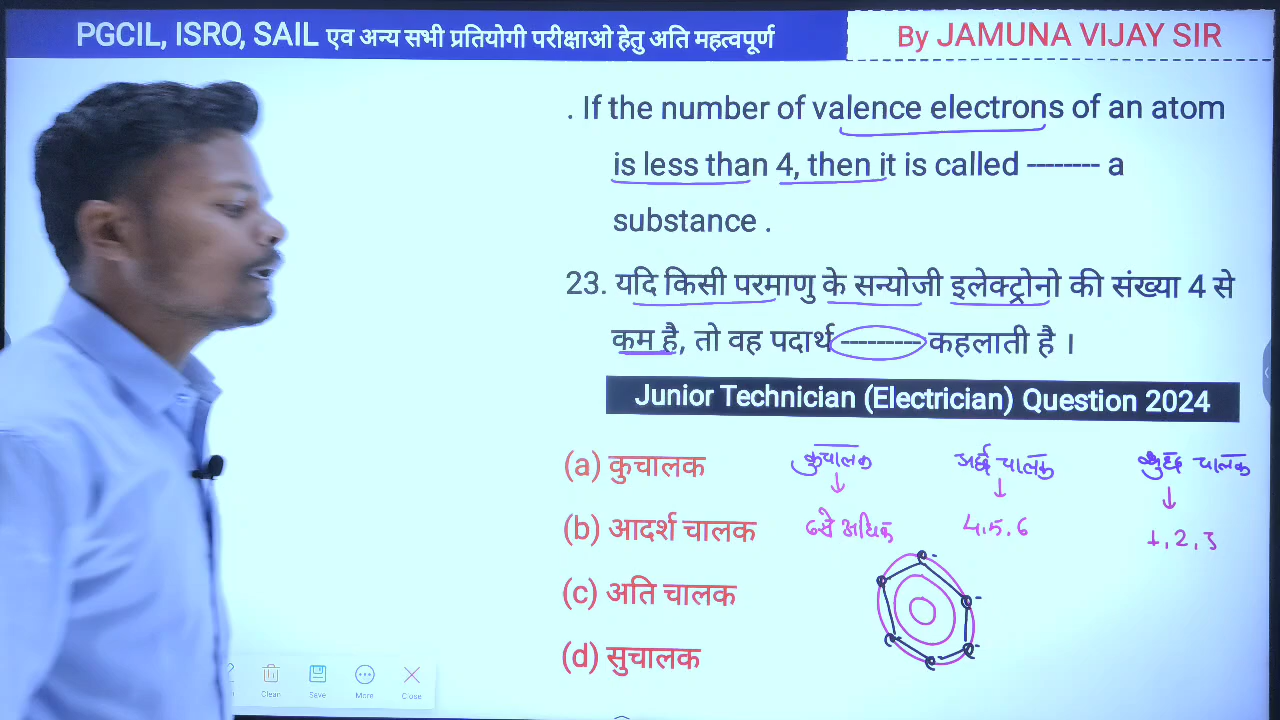 PGCIL, ISRO, SAIL एव अन्य सभी प्रतियोगी परीक्षाओ हेतु अति महत्वपूर्ण
By JAMUNA VIJAY SIR
. If the number of valence electrons of an atom
is less than 4, then it is called -------- a
substance .
23. यदि किसी परमाणु के सन्योजी इलेक्ट्रोनो की संख्या 4 से
कम है, तो वह पदार्थ --------- कहलाती है ।
Junior Technician (Electrician) Question 2024
(a) कुचालक
(b) आदर्श चालक
(c) अति चालक
(d) सुचालक
कुचालक
↓
6 से अधिक
अर्द्ध चालक
↓
4, 5, 6
चालक
↓
1, 2, 3
Clean
Save
More
Close